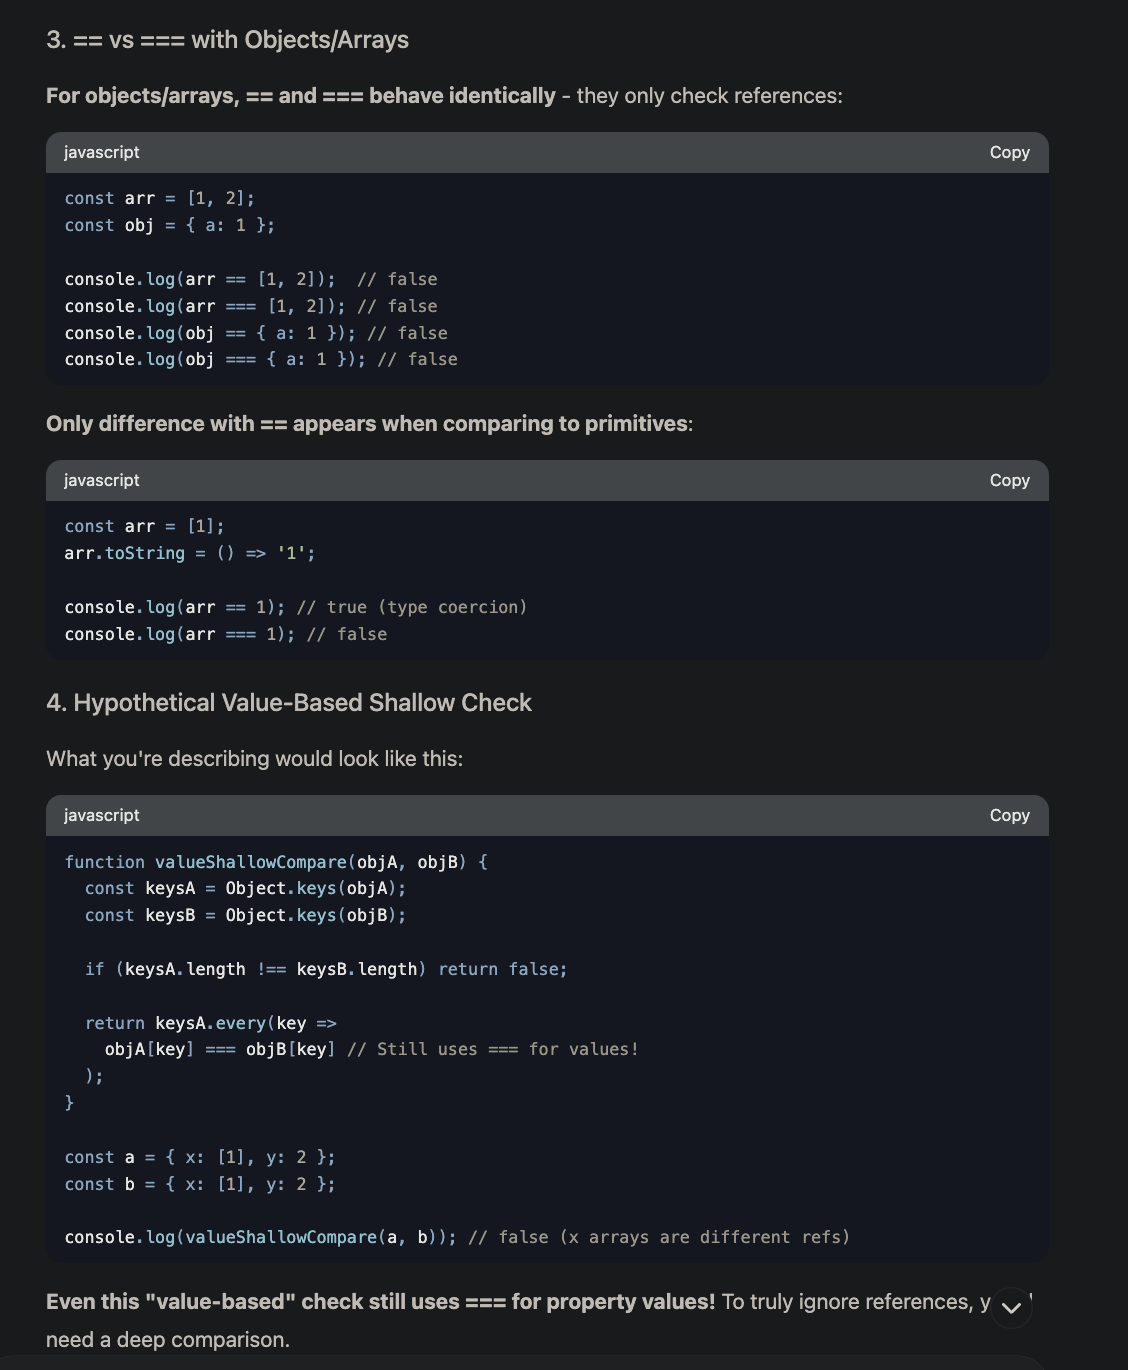 3. == vs === with Objects/Arrays
For objects/arrays, == and === behave identically - they only check references:
javascript Copy
const arr = [1, 2];
const obj = { a: 1 };
console.log(arr == [1, 2]);  // false
console.log(arr === [1, 2]); // false
console.log(obj == { a: 1 }); // false
console.log(obj === { a: 1 }); // false
Only difference with == appears when comparing to primitives:
javascript Copy
const arr = [1];
arr.toString = () => '1';
console.log(arr == 1); // true (type coercion)
console.log(arr === 1); // false
4. Hypothetical Value-Based Shallow Check
What you're describing would look like this:
javascript Copy
function valueShallowCompare(objA, objB) {
  const keysA = Object.keys(objA);
  const keysB = Object.keys(objB);
  if (keysA.length !== keysB.length) return false;
  return keysA.every(key =>
    objA[key] === objB[key] // Still uses === for values!
  );
}
const a = { x: [1], y: 2 };
const b = { x: [1], y: 2 };
console.log(valueShallowCompare(a, b)); // false (x arrays are different refs)
Even this "value-based" check still uses === for property values! To truly ignore references,
need a deep comparison.